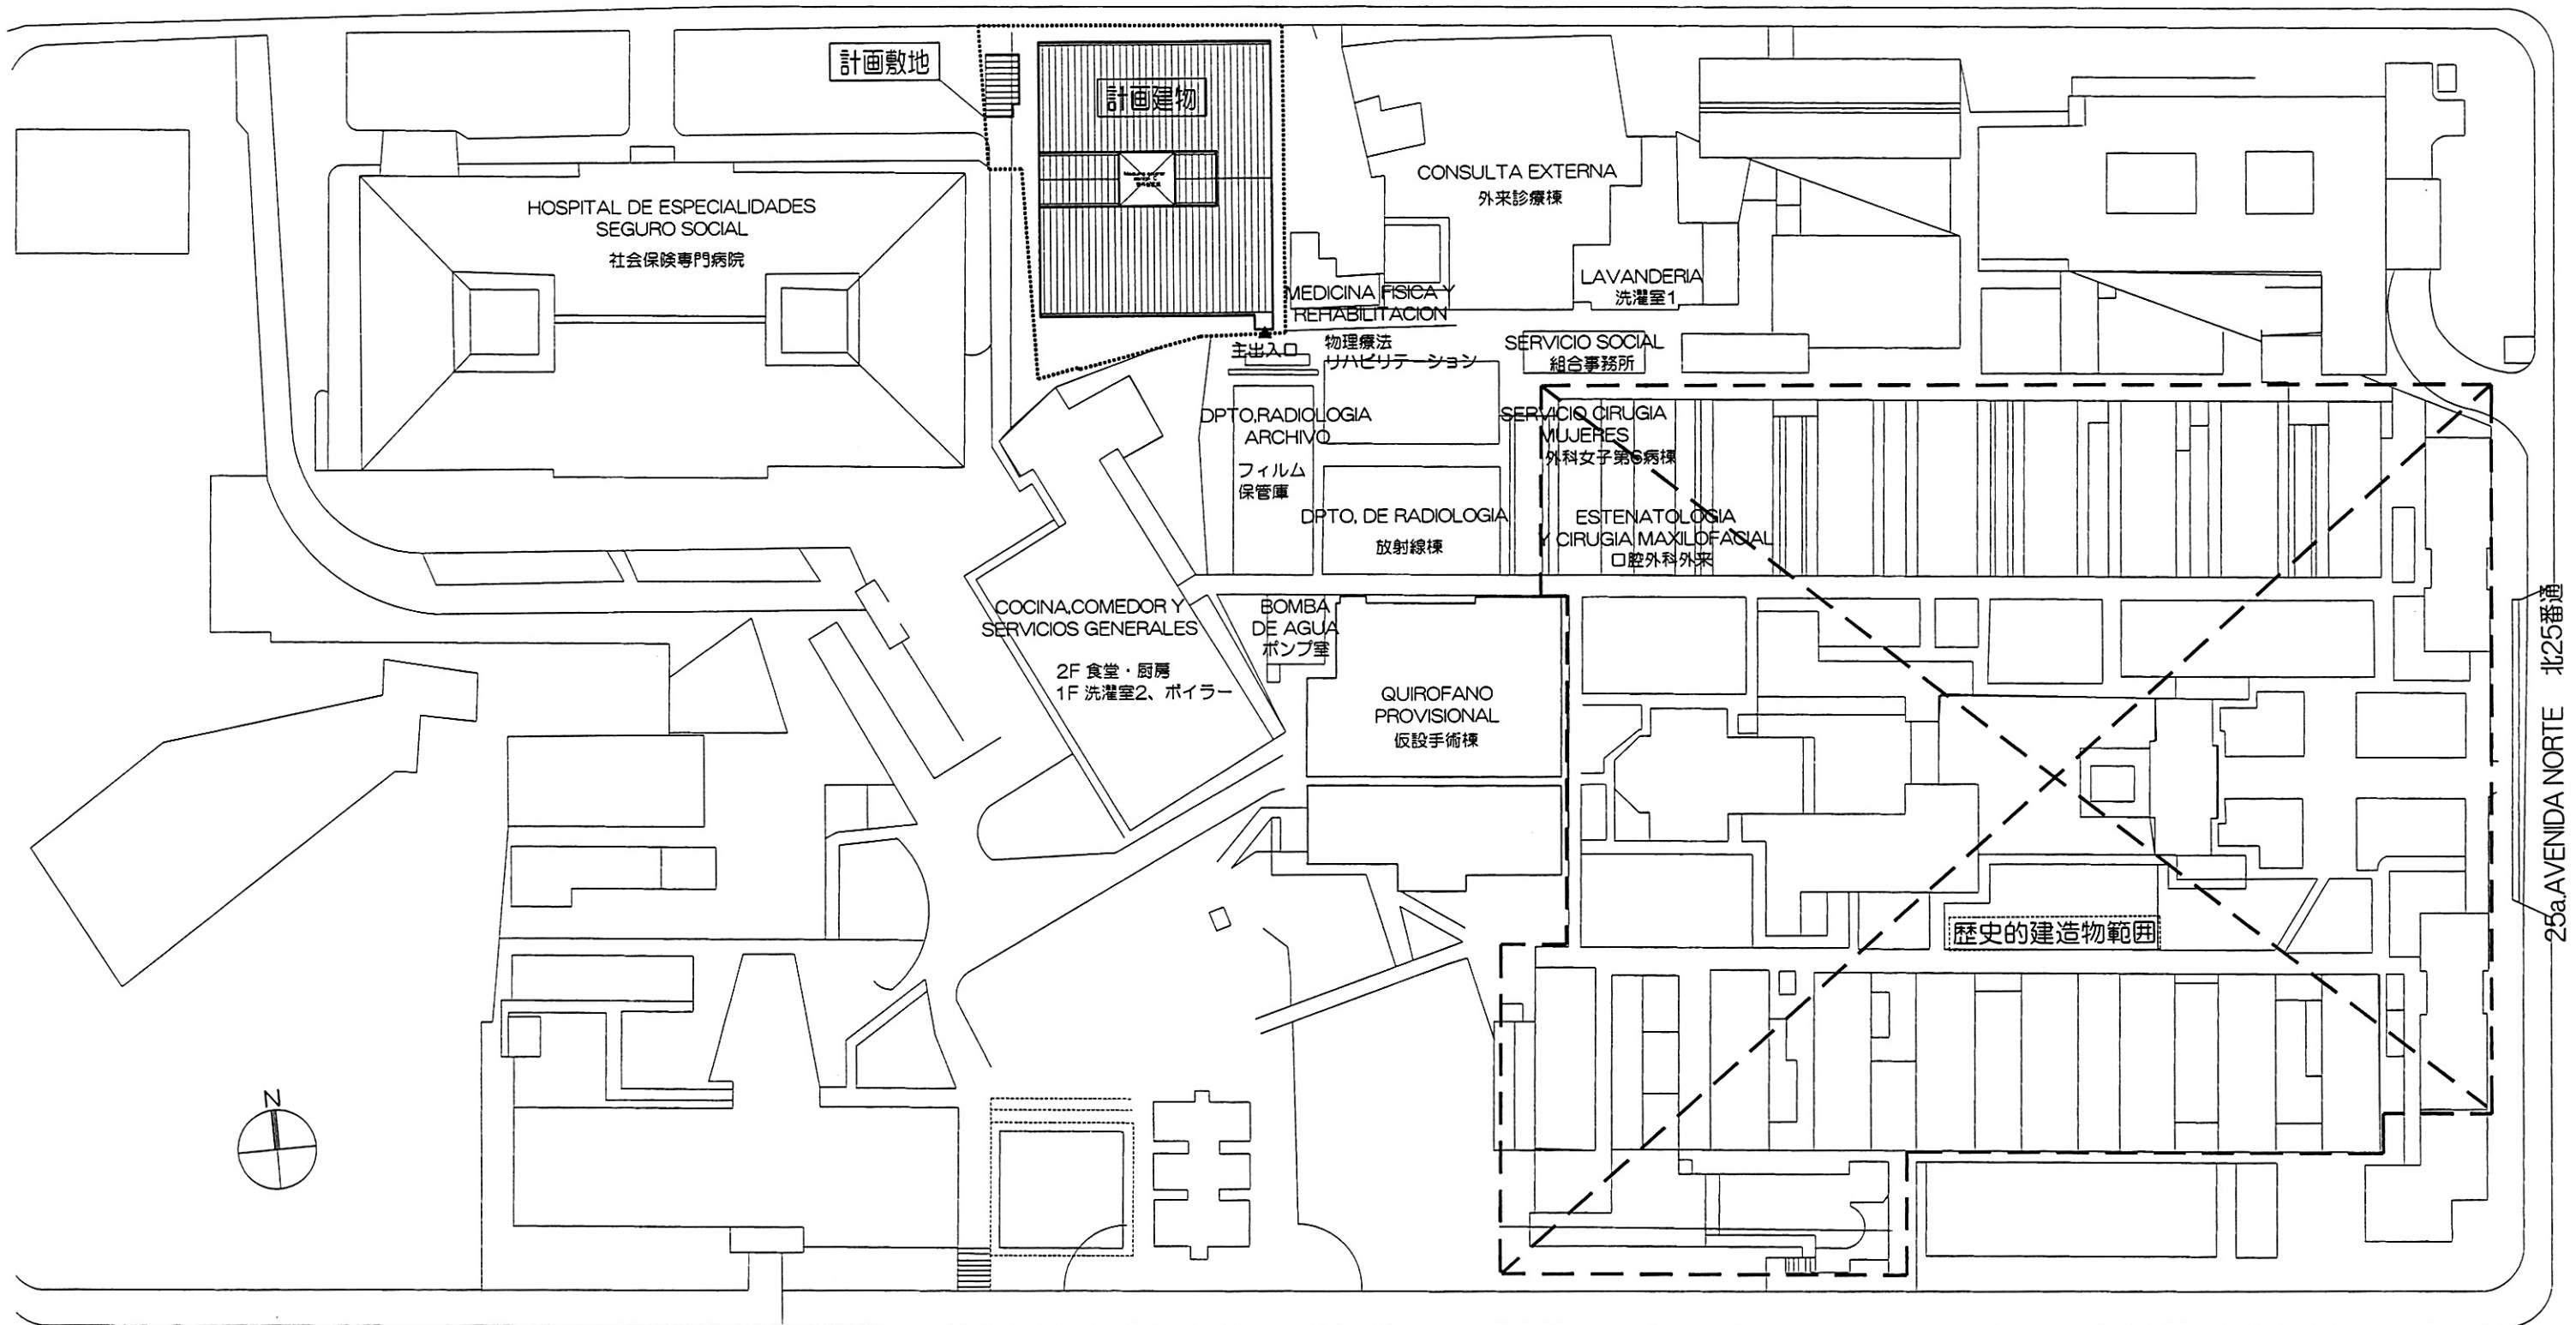 計画敷地
計画建物
HOSPITAL DE ESPECIALIDADES
SEGURO SOCIAL
社会保険専門病院
CONSULTA EXTERNA
外来診療棟
LAVANDERIA
洗濯室1
MEDICINA FISICA Y
REHABILITACION
物理療法
リハビリテーション
主出入口
SERVICIO SOCIAL
組合事務所
DPTO,RADIOLOGIA
ARCHIVO
フィルム
保管庫
SERVICIO CIRUGIA
MUJERES
外科女子第6病棟
DPTO, DE RADIOLOGIA
放射線棟
ESTENATOLOGIA
Y CIRUGIA MAXILOFACIAL
口腔外科外来
COCINA,COMEDOR Y
SERVICIOS GENERALES
2F 食堂・厨房
1F 洗濯室2、ボイラー
BOMBA
DE AGUA
ポンプ室
QUIROFANO
PROVISIONAL
仮設手術棟
歴史的建造物範囲
25a,AVENIDA NORTE 北25番通
N